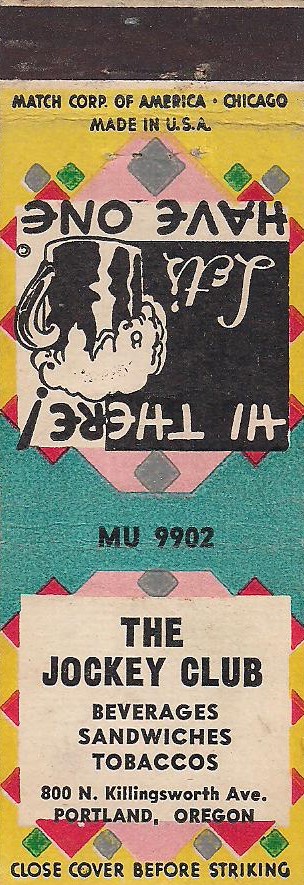 MATCH CORP. OF AMERICA · CHICAGO
MADE IN U.S.A.
HI THERE!
Let's
HAVE ONE
MU 9902
THE
JOCKEY CLUB
BEVERAGES
SANDWICHES
TOBACCOS
800 N. Killingsworth Ave.
PORTLAND, OREGON
CLOSE COVER BEFORE STRIKING